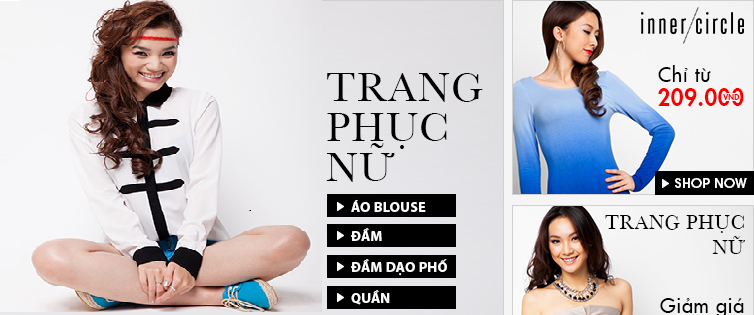 TRANG
PHỤC
NỮ
ÁO BLOUSE
ĐẦM
ĐẦM DẠO PHỐ
QUẦN
inner/circle
Chỉ từ
209.000 VND
SHOP NOW
TRANG PHỤC
NỮ
Giảm giá